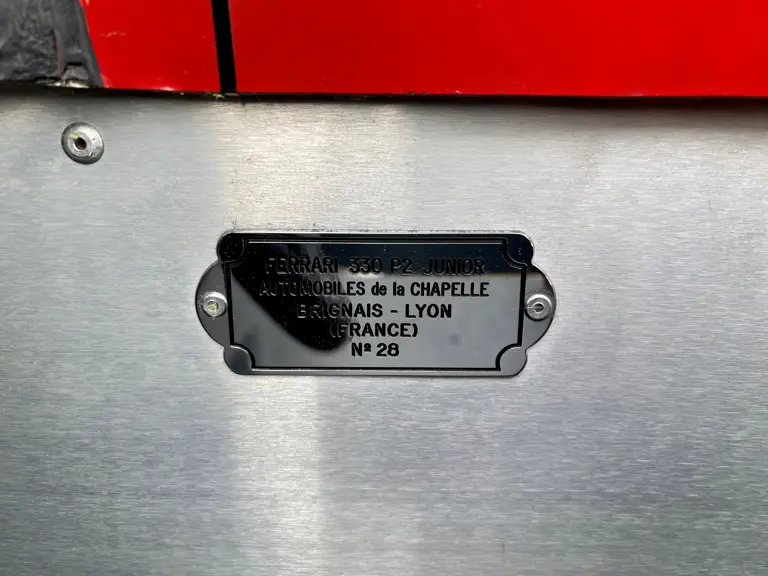 FERRARI 330 P2 JUNIOR
AUTOMOBILES de la CHAPELLE
BRIGNAIS - LYON
(FRANCE)
Nº 28